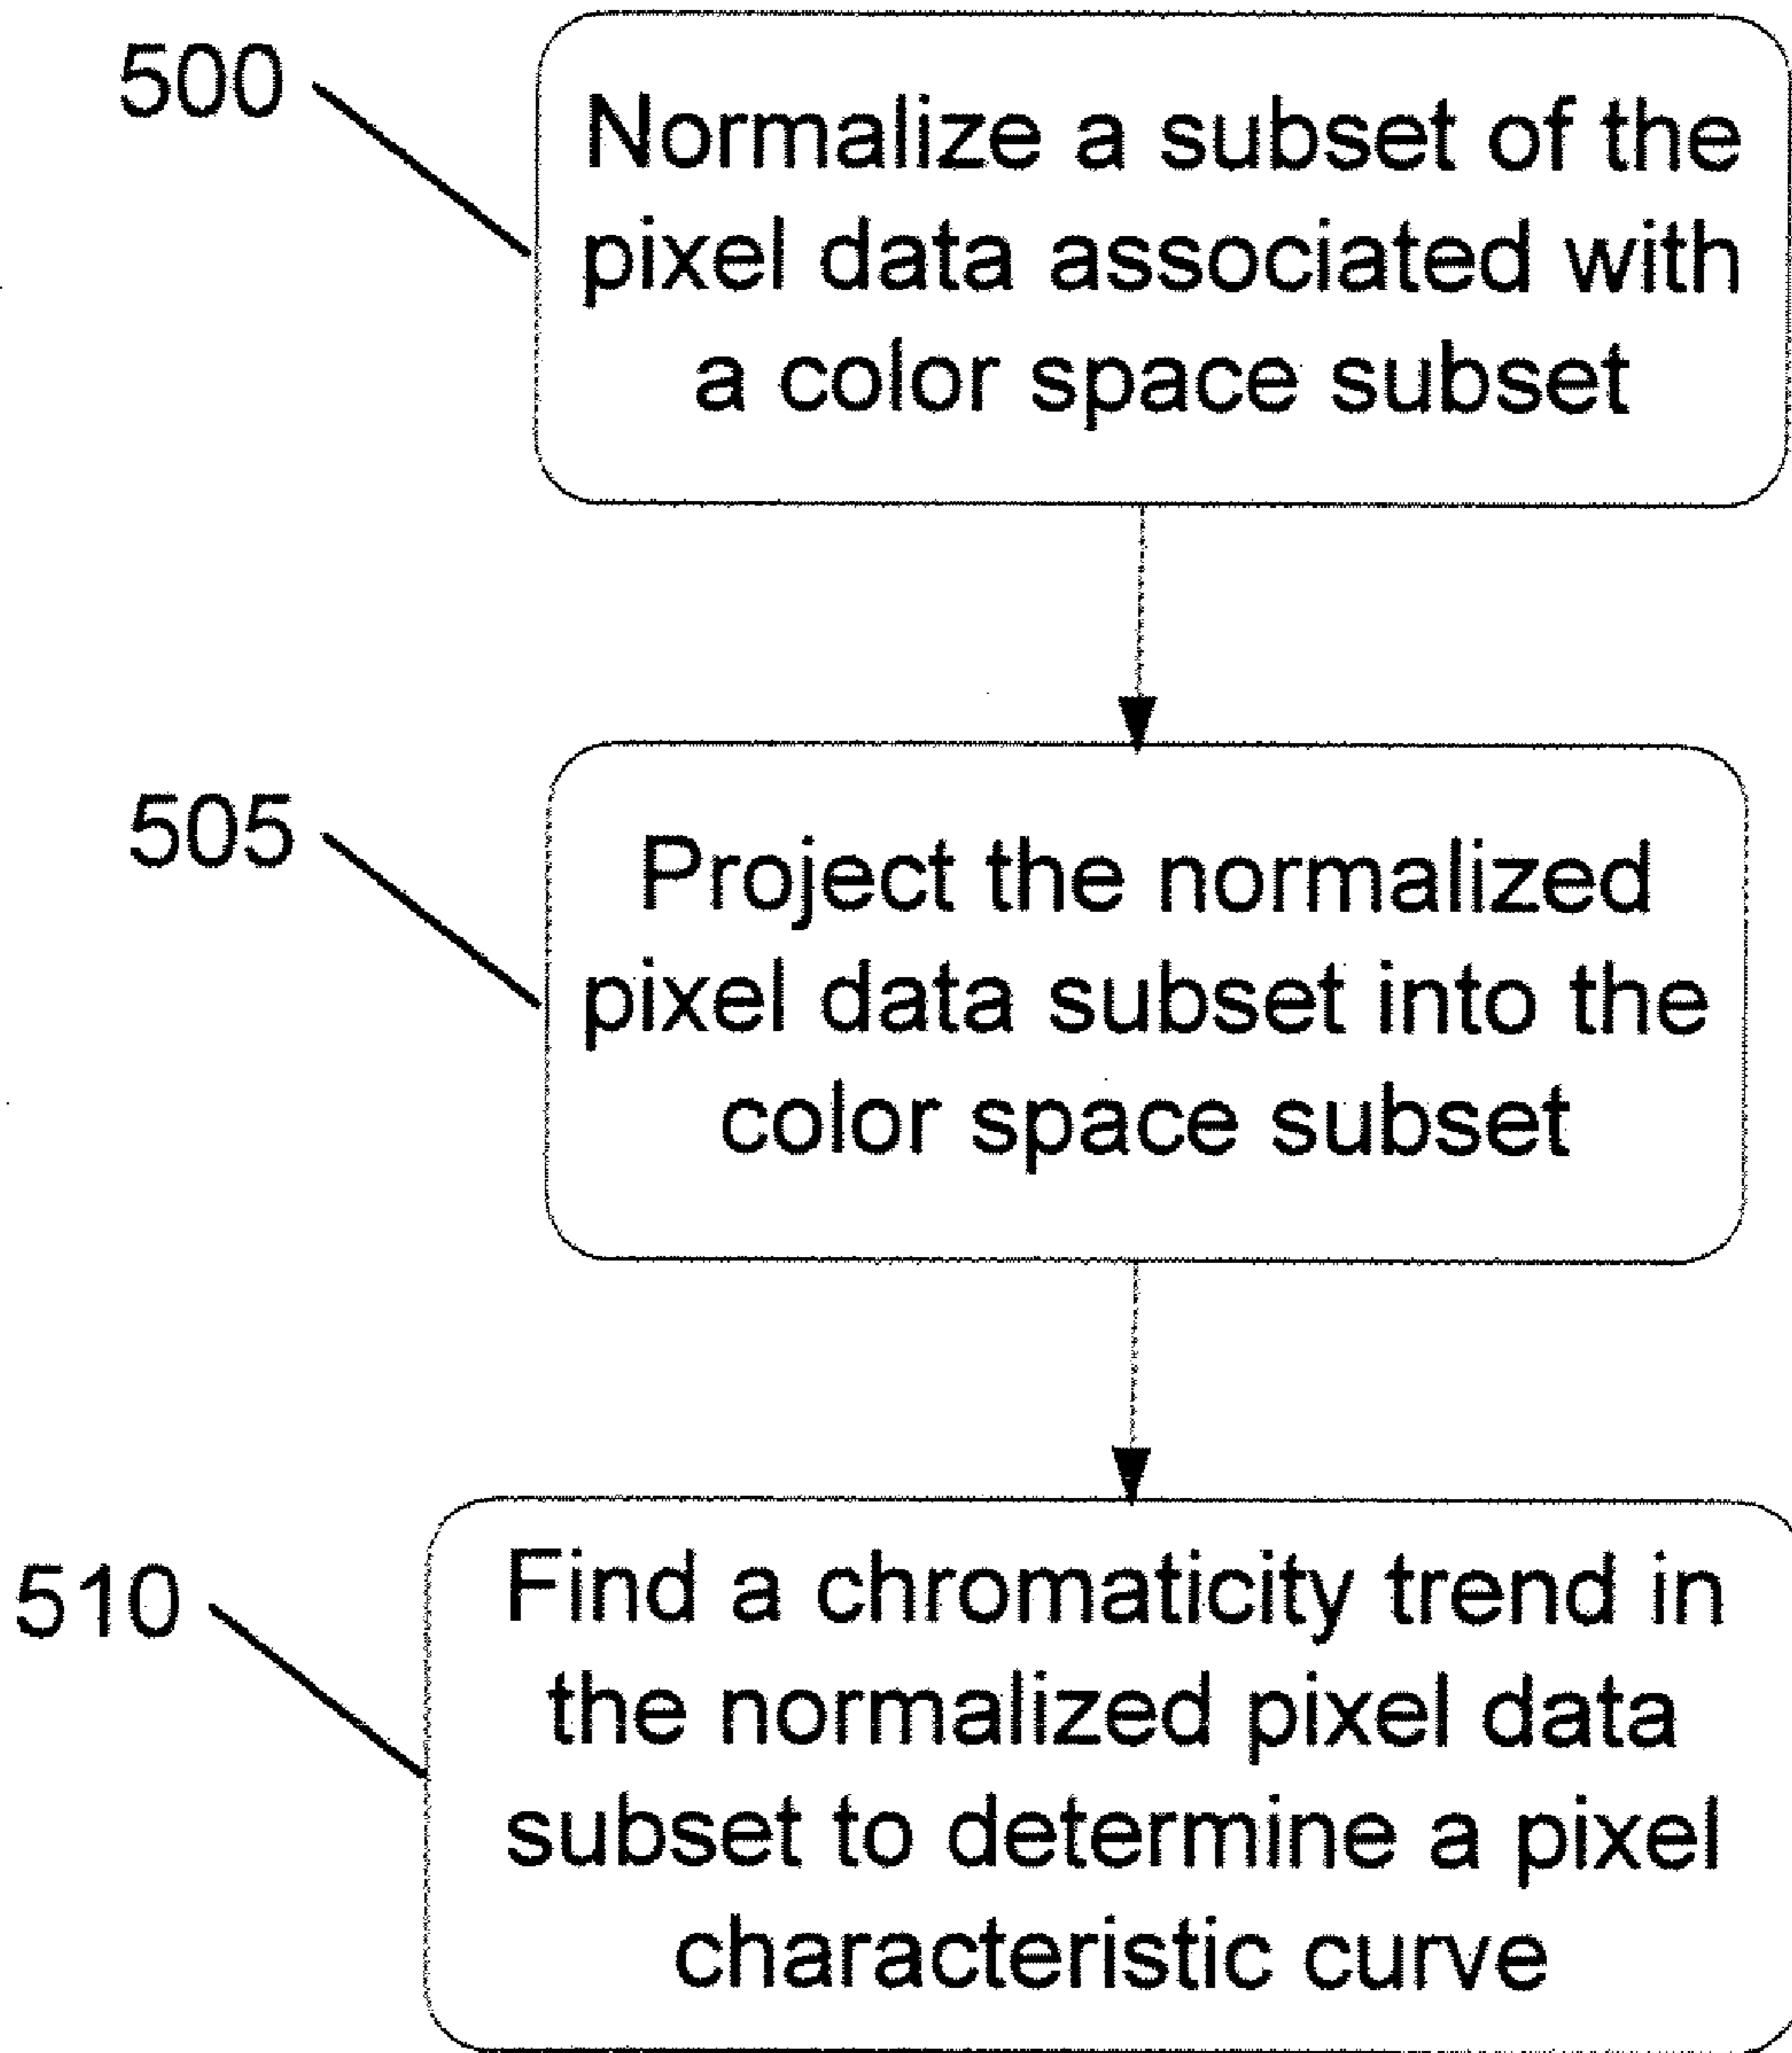 500
Normalize a subset of the
pixel data associated with
a color space subset
505
Project the normalized
pixel data subset into the
color space subset
510
Find a chromaticity trend in
the normalized pixel data
subset to determine a pixel
characteristic curve